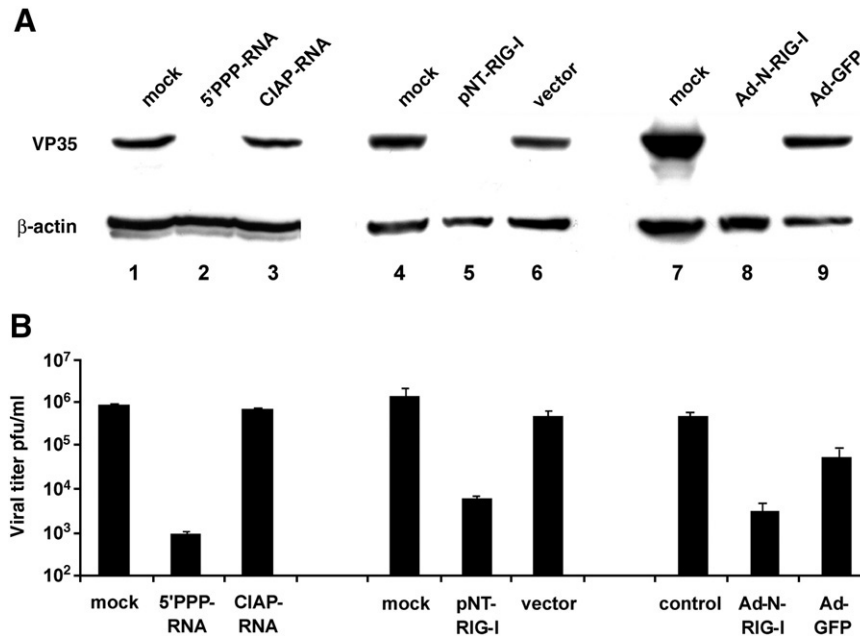 A
mock 5'PPP-RNA CIAP-RNA mock pNT-RIG-I vector mock Ad-N-RIG-I Ad-GFP
VP35
β-actin
1 2 3 4 5 6 7 8 9
B
Viral titer pfu/ml
10⁷
10⁶
10⁵
10⁴
10³
10²
mock 5'PPP-RNA CIAP-RNA mock pNT-RIG-I vector control Ad-N-RIG-I Ad-GFP